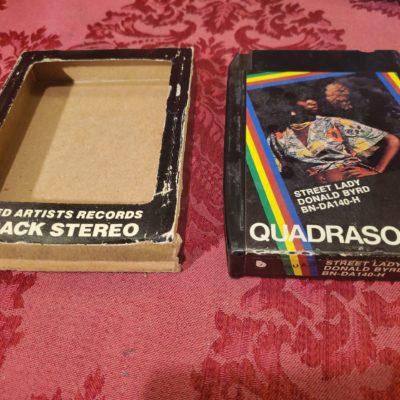 ED ARTISTS RECORDS
ACK STEREO
STREET LADY
DONALD BYRD
BN-DA140-H
QUADRASO
STREET LADY
DONALD BYRD
BN-DA140-H